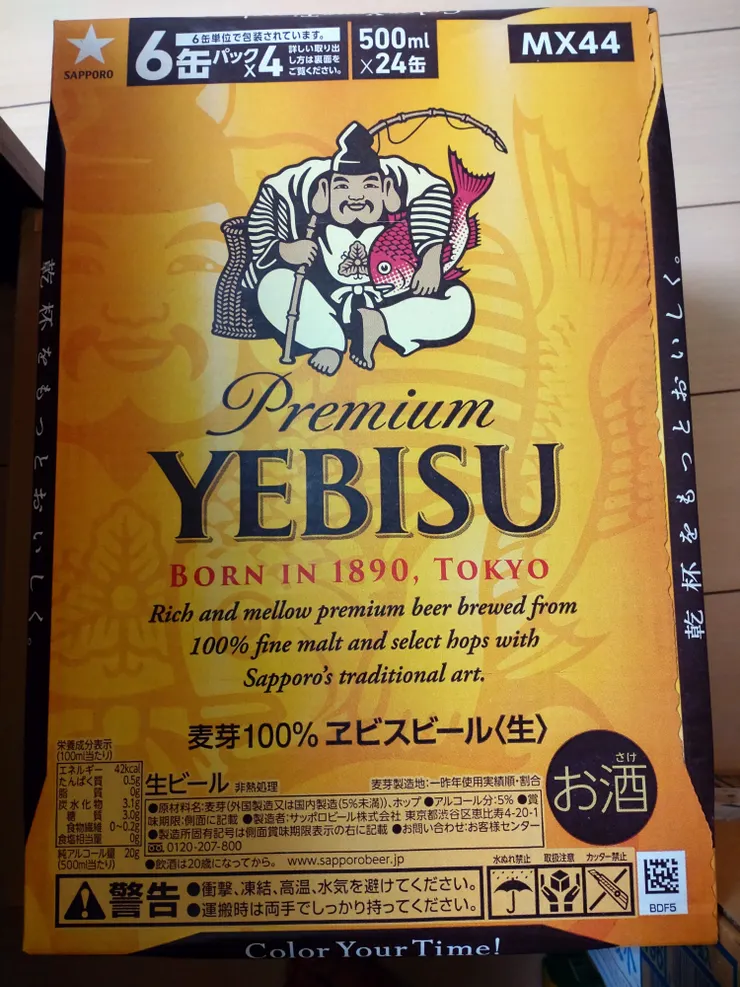 SAPPORO
6缶パック×4
6缶単位で包装されています。
詳しい取り出
し方は裏面を
ご覧ください。
500ml
×24缶
MX44
Premium
YEBISU
BORN IN 1890, TOKYO
Rich and mellow premium beer brewed from
100% fine malt and select hops with
Sapporo's traditional art.
麦芽100% ヱビスビール〈生〉
乾杯をもっとおいしく。
乾杯をもっとおいしく。
さけ
お酒
栄養成分表示
(100ml当たり)
エネルギー 42kcal
たんぱく質 0.5g
脂質 0g
炭水化物 3.1g
糖質 3.0g
食物繊維 0~0.2g
食塩相当量 0g
純アルコール量 20g
(500ml当たり)
生ビール 非熱処理
麦芽製造地:一昨年使用実績順・割合
●原材料名:麦芽(外国製造又は国内製造(5%未満))、ホップ ●アルコール分:5% ●賞
味期限:側面に記載 ●製造者:サッポロビール株式会社 東京都渋谷区恵比寿4-20-1
●製造所固有記号は側面賞味期限表示の右に記載 ●お問い合わせ:お客様センター
0120-207-800
●飲酒は20歳になってから。 www.sapporobeer.jp
警告
●衝撃、凍結、高温、水気を避けてください。
●運搬時は両手でしっかり持ってください。
水ぬれ禁止
取扱注意
カッター禁止
BDF5
Color Your Time!